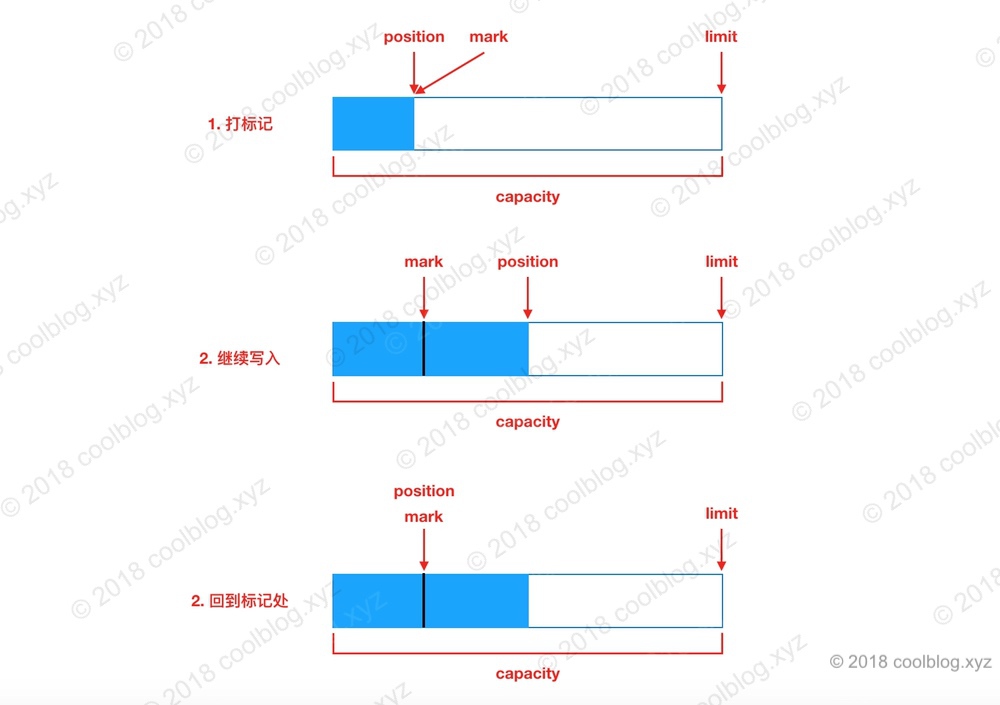 position mark limit
1. 打标记
capacity
mark position limit
2. 继续写入
capacity
position
mark limit
2. 回到标记处
capacity
© 2018 coolblog.xyz